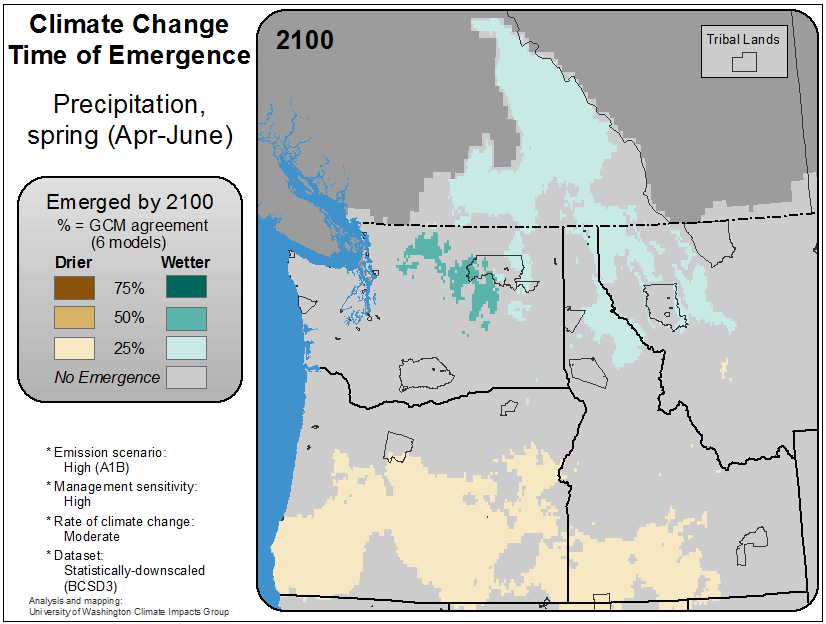 Climate Change
Time of Emergence
Precipitation,
spring (Apr-June)
Emerged by 2100
% = GCM agreement
(6 models)
Drier Wetter
75%
50%
25%
No Emergence
* Emission scenario:
High (A1B)
* Management sensitivity:
High
* Rate of climate change:
Moderate
* Dataset:
Statistically-downscaled
(BCSD3)
Analysis and mapping:
University of Washington Climate Impacts Group
2100
Tribal Lands